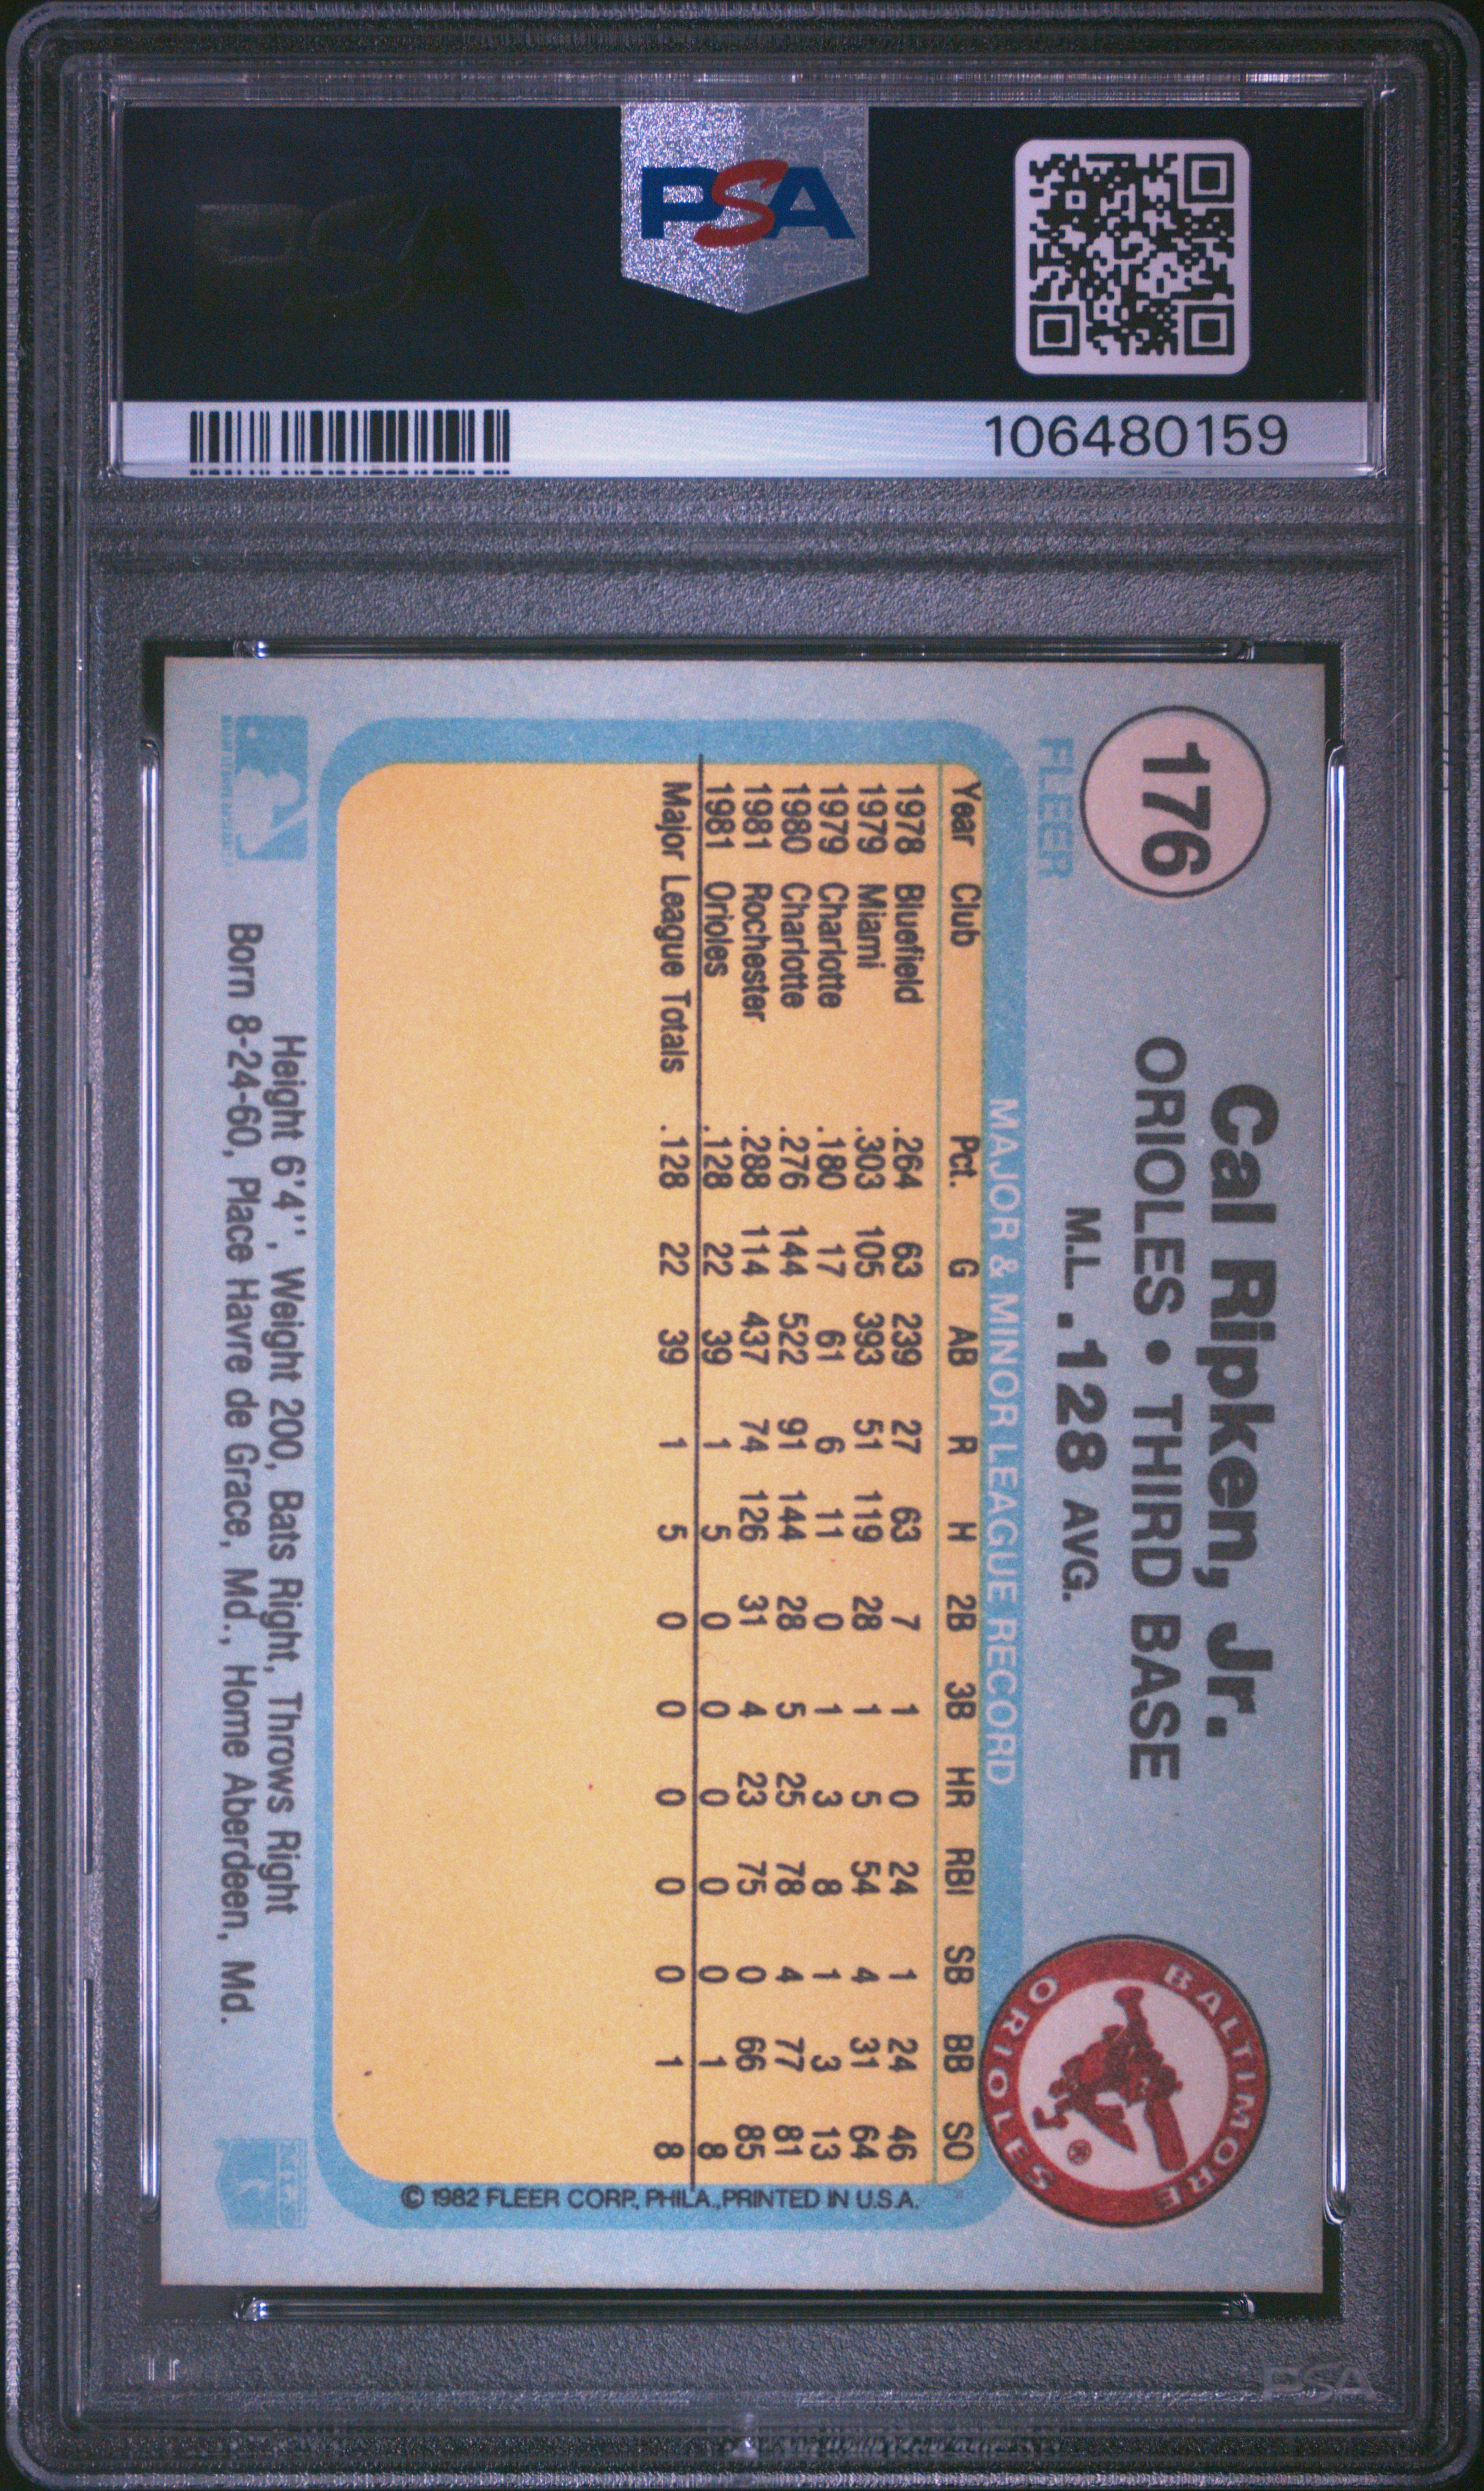 PSA
106480159
176
Cal Ripken, Jr.
ORIOLES • THIRD BASE
M.L. .128 AVG.
FLEER
BALTIMORE ORIOLES
®
MAJOR & MINOR LEAGUE RECORD
Year Club Pct. G AB R H 2B 3B HR RBI SB BB SO
1978 Bluefield .264 63 239 27 63 7 1 0 24 1 24 46
1979 Miami .303 105 393 51 119 28 1 5 54 4 31 64
1979 Charlotte .180 17 61 6 11 0 1 3 8 1 3 13
1980 Charlotte .276 144 522 91 144 28 5 25 78 4 77 81
1981 Rochester .288 114 437 74 126 31 4 23 75 0 66 85
1981 Orioles .128 22 39 1 5 0 0 0 0 0 1 8
Major League Totals .128 22 39 1 5 0 0 0 0 0 1 8
© 1982 FLEER CORP., PHILA., PRINTED IN U.S.A.
Height 6'4'', Weight 200, Bats Right, Throws Right
Born 8-24-60, Place Havre de Grace, Md., Home Aberdeen, Md.
PSA